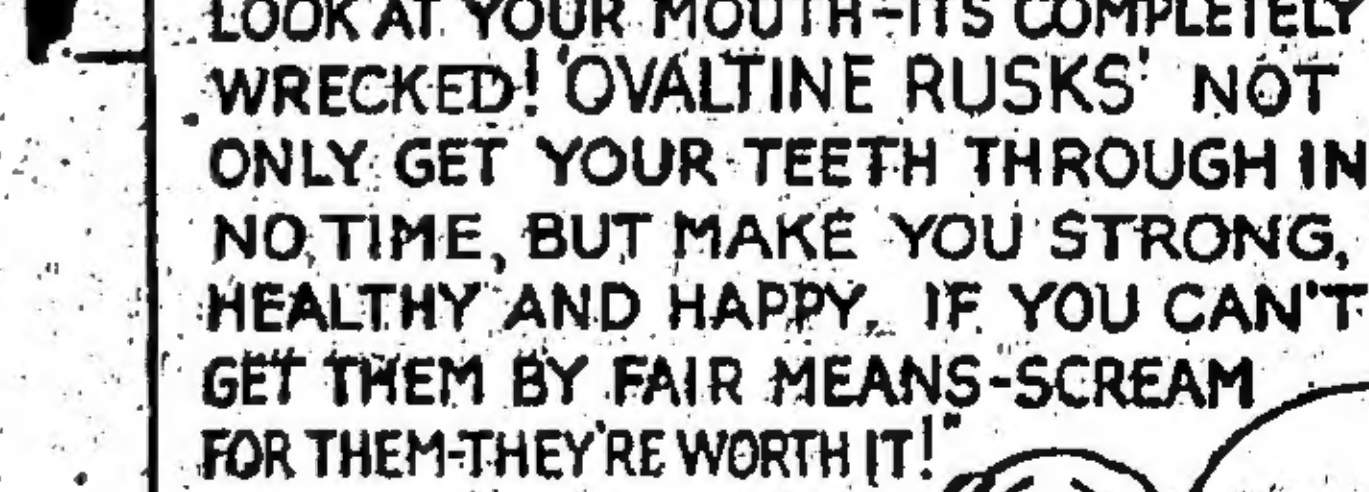 LOOK AT YOUR MOUTH-ITS COMPLETELY
WRECKED! 'OVALTINE RUSKS' NOT
ONLY GET YOUR TEETH THROUGH IN
NO TIME, BUT MAKE YOU STRONG,
HEALTHY AND HAPPY. IF YOU CAN'T
GET THEM BY FAIR MEANS-SCREAM
FOR THEM-THEY'RE WORTH IT!"